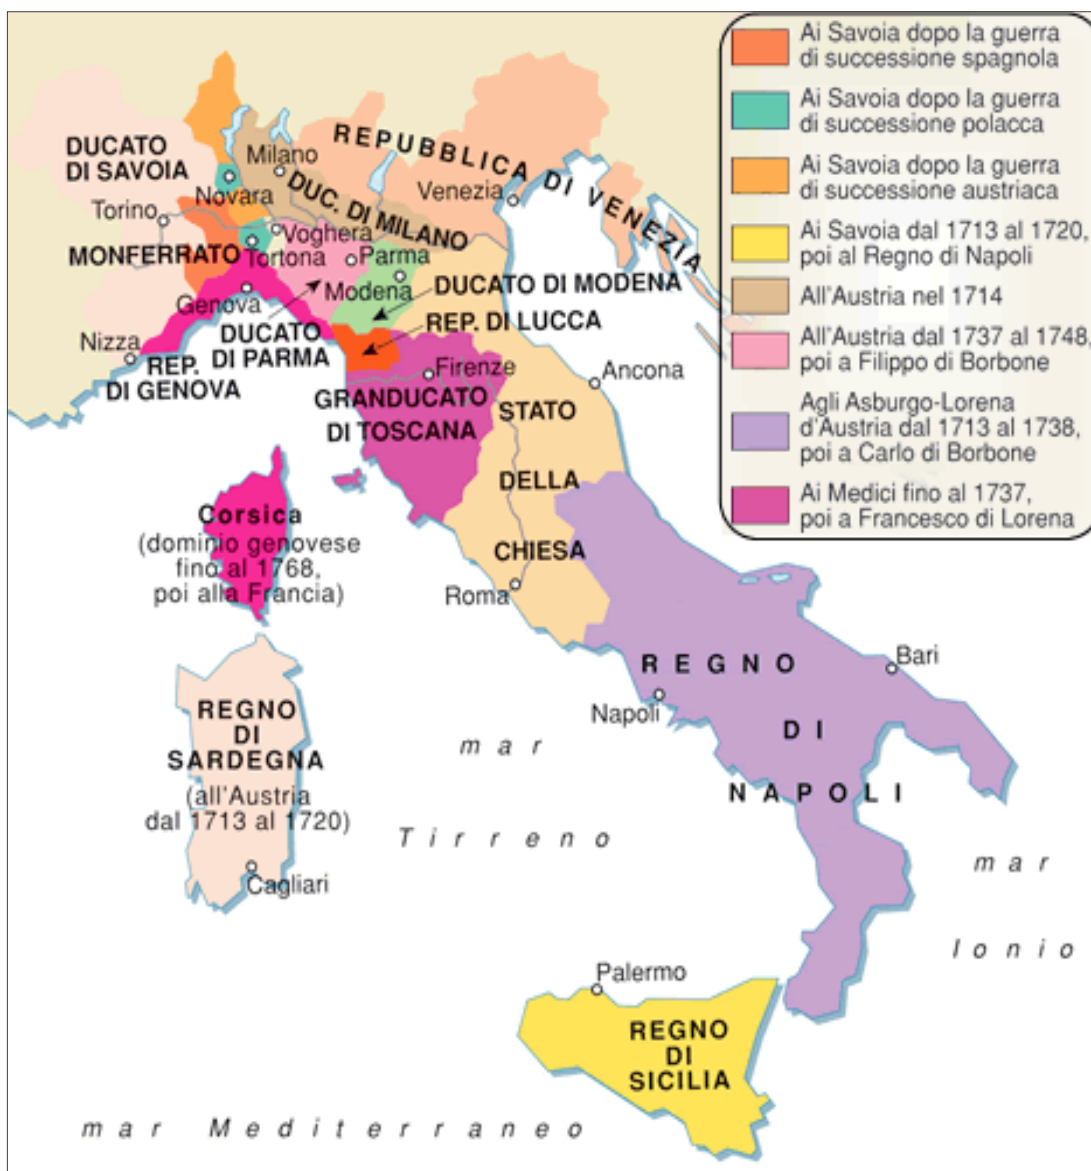 Ai Savoia dopo la guerra
di successione spagnola
Ai Savoia dopo la guerra
di successione polacca
Ai Savoia dopo la guerra
di successione austriaca
Ai Savoia dal 1713 al 1720,
poi al Regno di Napoli
All'Austria nel 1714
All'Austria dal 1737 al 1748,
poi a Filippo di Borbone
Agli Asburgo-Lorena
d'Austria dal 1713 al 1738,
poi a Carlo di Borbone
Ai Medici fino al 1737,
poi a Francesco di Lorena
DUCATO
DI SAVOIA
Milano
REPUBBLICA DI VENEZIA
Venezia
Novara
DUC. DI MILANO
Torino
Voghera
MONFERRATO
Tortona
Parma
Modena
DUCATO DI MODENA
Genova
DUCATO
DI PARMA
REP. DI LUCCA
Nizza
REP.
DI GENOVA
Firenze
Ancona
GRANDUCATO
DI TOSCANA
STATO
DELLA
CHIESA
Corsica
(dominio genovese
fino al 1768,
poi alla Francia)
Roma
REGNO
DI
NAPOLI
Bari
Napoli
REGNO
DI
SARDEGNA
(all'Austria
dal 1713 al 1720)
Cagliari
mar
Tirreno
mar
Ionio
Palermo
REGNO
DI
SICILIA
mar Mediterraneo